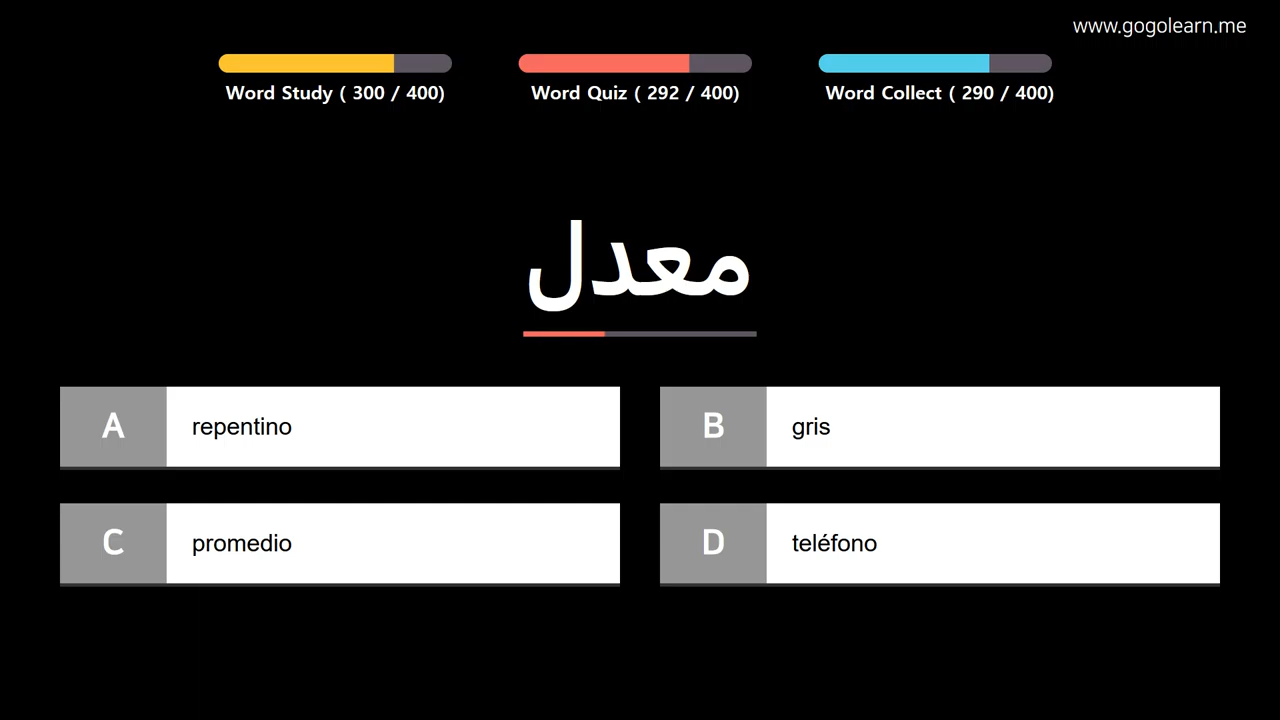 www.gogolearn.me
Word Study ( 300 / 400)
Word Quiz ( 292 / 400)
Word Collect ( 290 / 400)
معدل
A repentino
B gris
C promedio
D teléfono